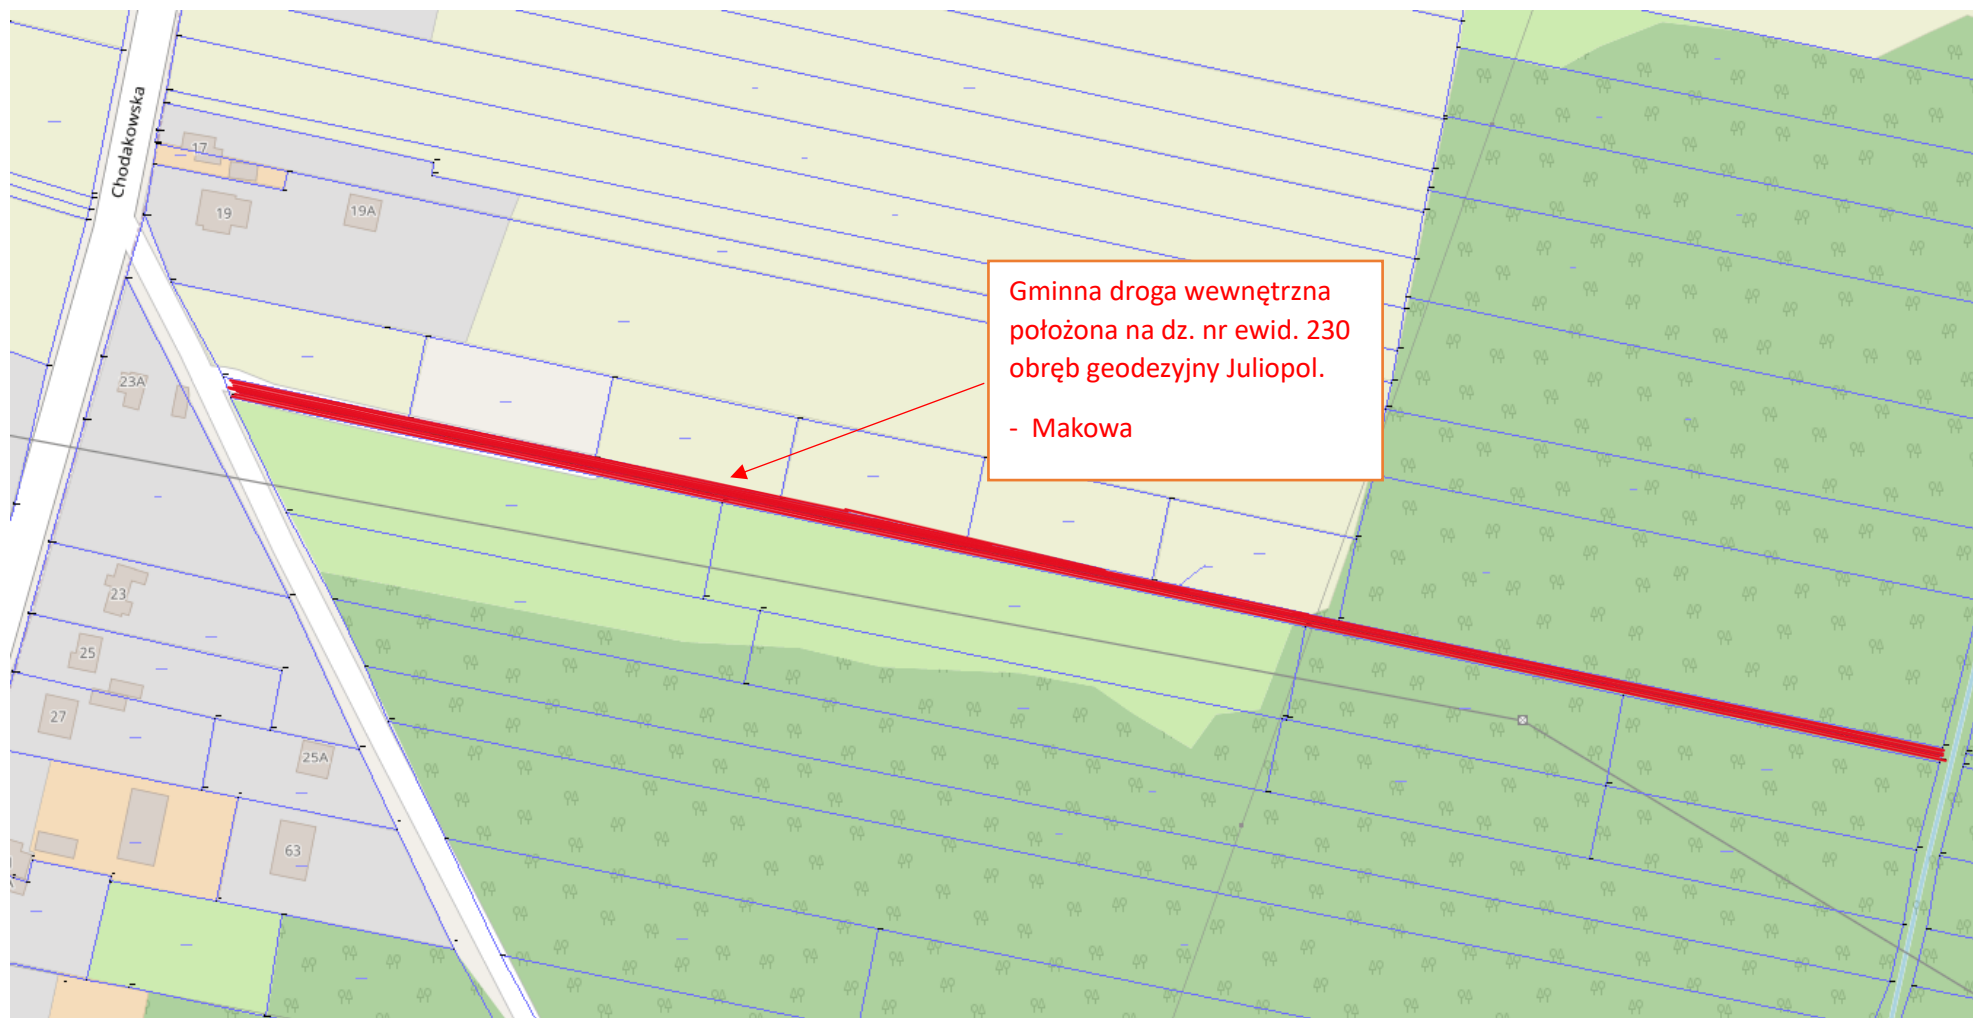 Chodakowska
17
19
19A
Gminna droga wewnętrzna
położona na dz. nr ewid. 230
obręb geodezyjny Juliopol.
- Makowa
23A
23
25
27
25A
63